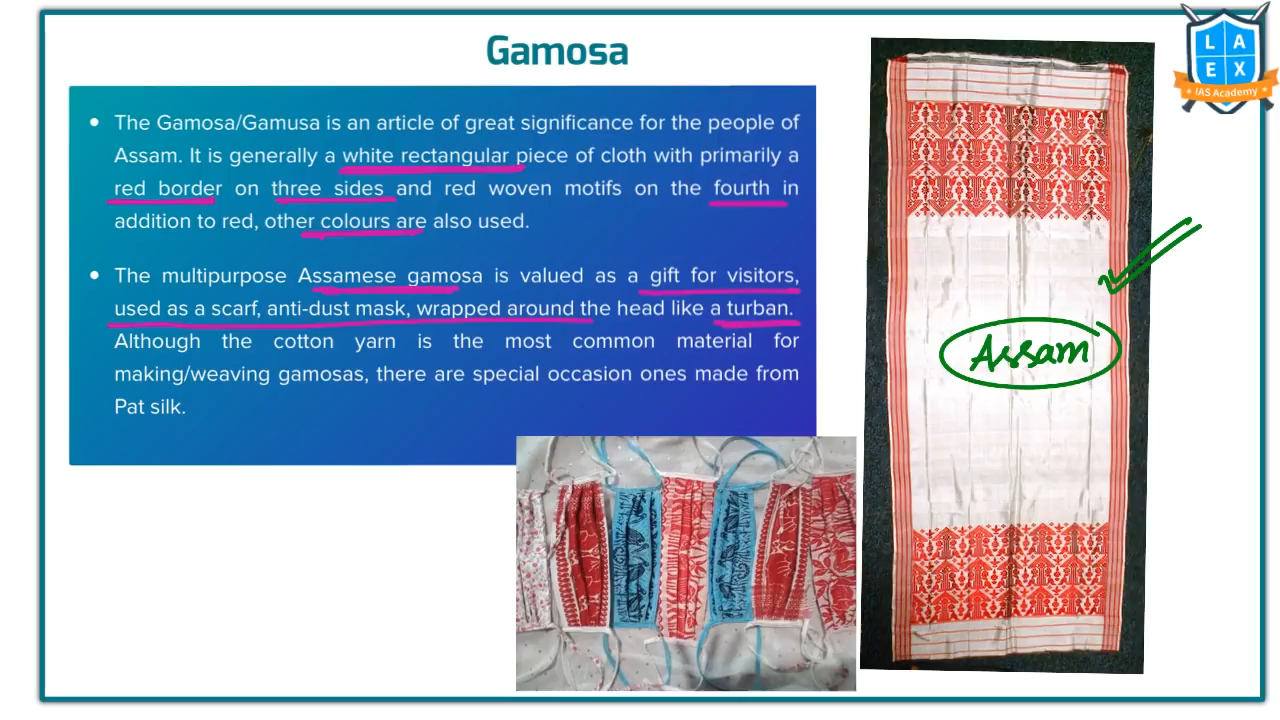 Gamosa
L A
E X
IAS Academy
• The Gamosa/Gamusa is an article of great significance for the people of
Assam. It is generally a white rectangular piece of cloth with primarily a
red border on three sides and red woven motifs on the fourth in
addition to red, other colours are also used.
• The multipurpose Assamese gamosa is valued as a gift for visitors,
used as a scarf, anti-dust mask, wrapped around the head like a turban.
Although the cotton yarn is the most common material for
making/weaving gamosas, there are special occasion ones made from
Pat silk.
Assam